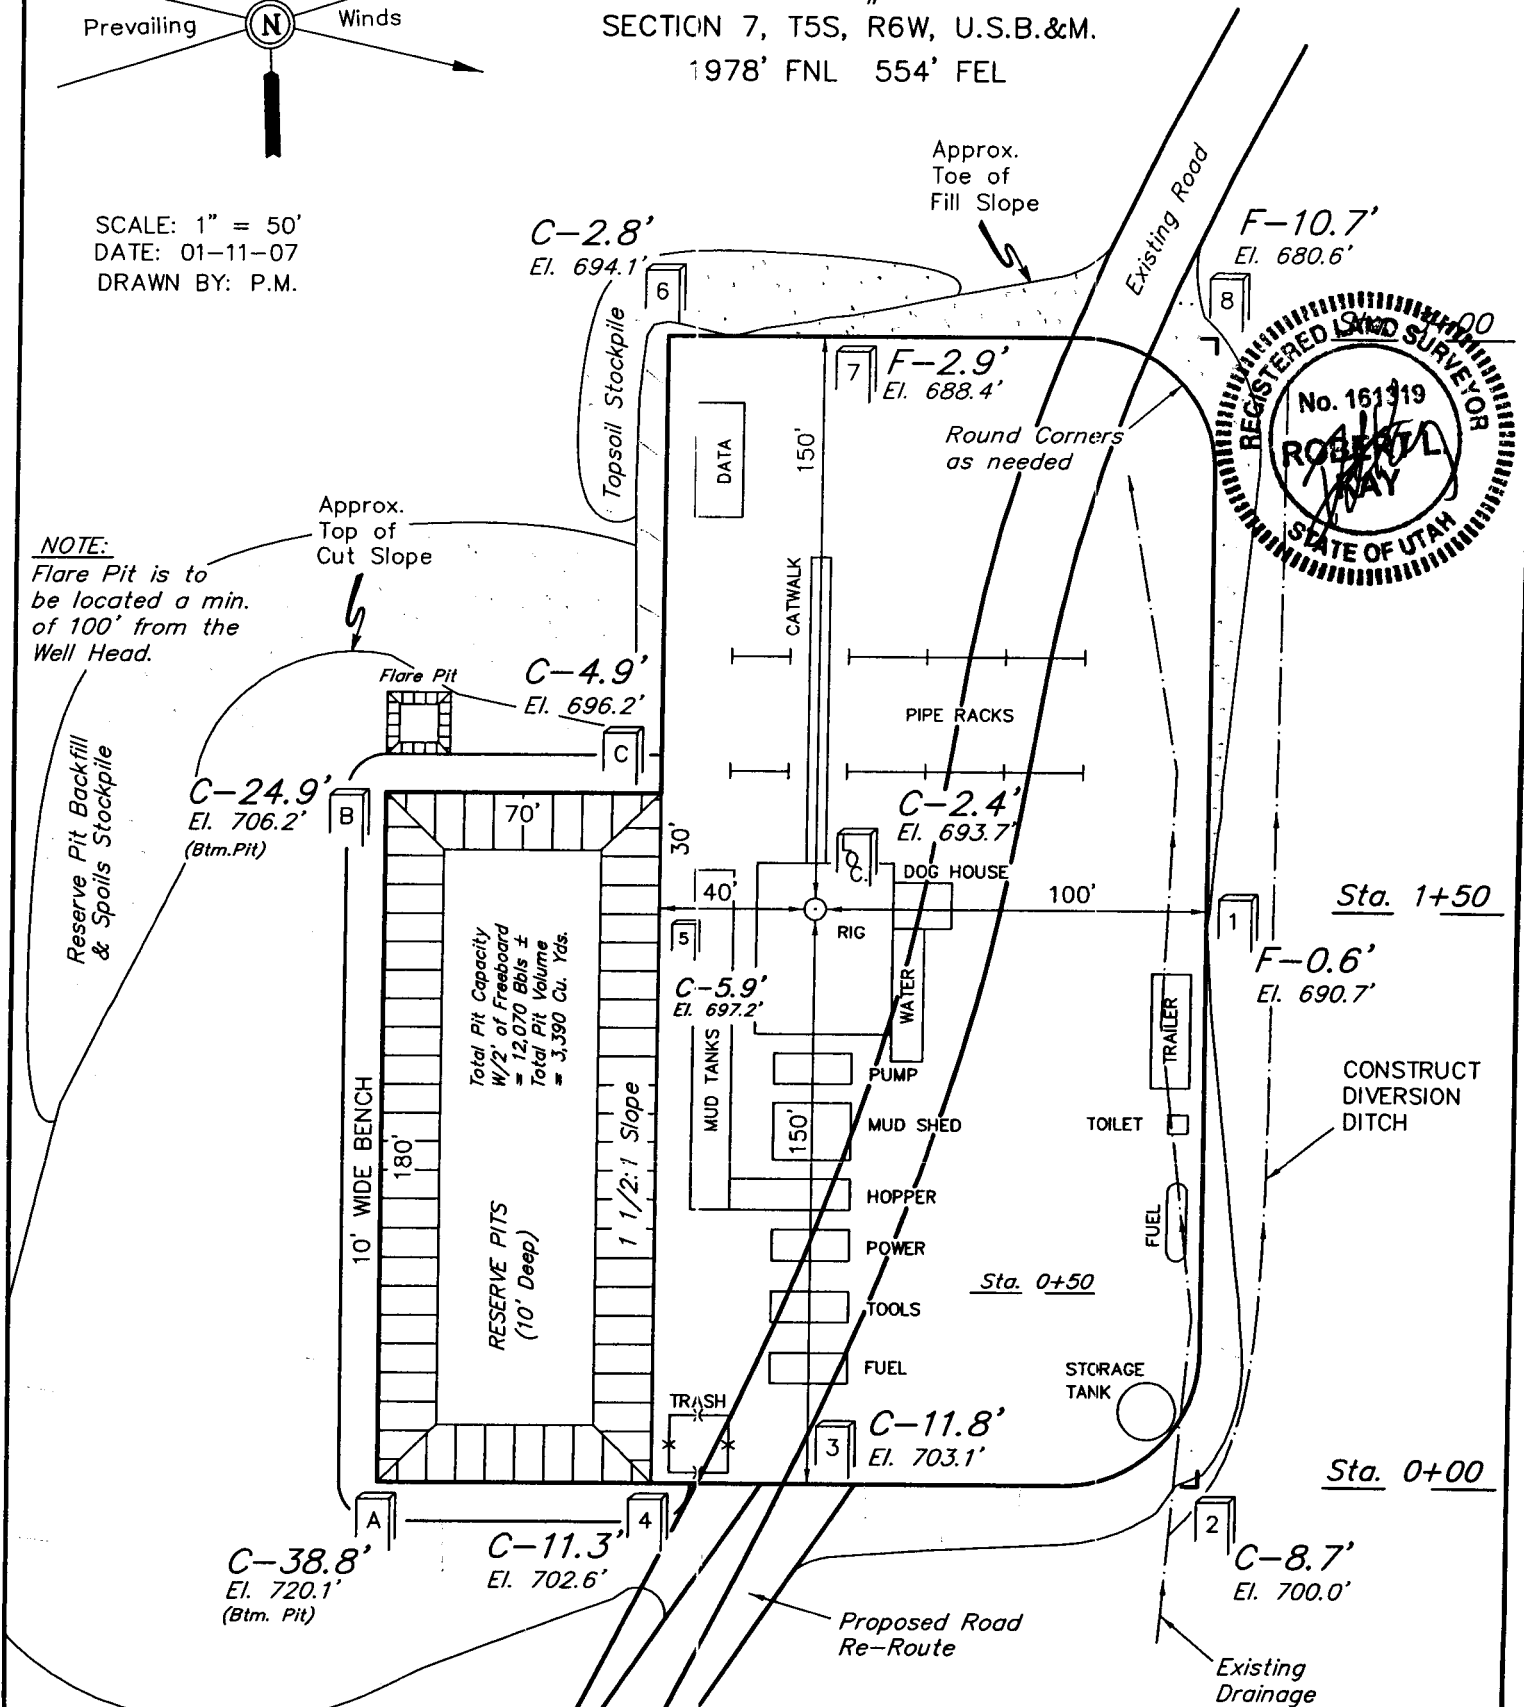 SECTION 7, T5S, R6W, U.S.B.&M.
1978' FNL 554' FEL
Prevailing
N
Winds
SCALE: 1" = 50'
DATE: 01-11-07
DRAWN BY: P.M.
Approx.
Toe of
Fill Slope
Existing Road
C-2.8'
El. 694.1'
6
F-10.7'
El. 680.6'
8
REGISTERED LAND SURVEYOR
No. 161319
ROBERT L.
KAY
STATE OF UTAH
Topsoil Stockpile
7
F-2.9'
El. 688.4'
Round Corners
as needed
DATA
150'
Approx.
Top of
Cut Slope
NOTE:
Flare Pit is to
be located a min.
of 100' from the
Well Head.
CATWALK
Flare Pit
C-4.9'
El. 696.2'
C
PIPE RACKS
Reserve Pit Backfill
& Spoils Stockpile
C-24.9'
El. 706.2'
(Btm.Pit)
B
70'
30'
C-2.4'
El. 693.7'
DOG HOUSE
40'
100'
RIG
5
C-5.9'
El. 697.2'
1
Sta. 1+50
F-0.6'
El. 690.7'
Total Pit Capacity
W/2' of Freeboard
= 12,070 Bbls ±
Total Pit Volume
= 3,390 Cu. Yds.
WATER
TRAILER
MUD TANKS
PUMP
MUD SHED
150'
TOILET
CONSTRUCT
DIVERSION
DITCH
10' WIDE BENCH
180'
1 1/2:1 Slope
RESERVE PITS
(10' Deep)
HOPPER
POWER
FUEL
Sta. 0+50
TOOLS
FUEL
STORAGE
TANK
TRASH
3
C-11.8'
El. 703.1'
Sta. 0+00
A
C-38.8'
El. 720.1'
(Btm. Pit)
4
C-11.3'
El. 702.6'
2
C-8.7'
El. 700.0'
Proposed Road
Re-Route
Existing
Drainage